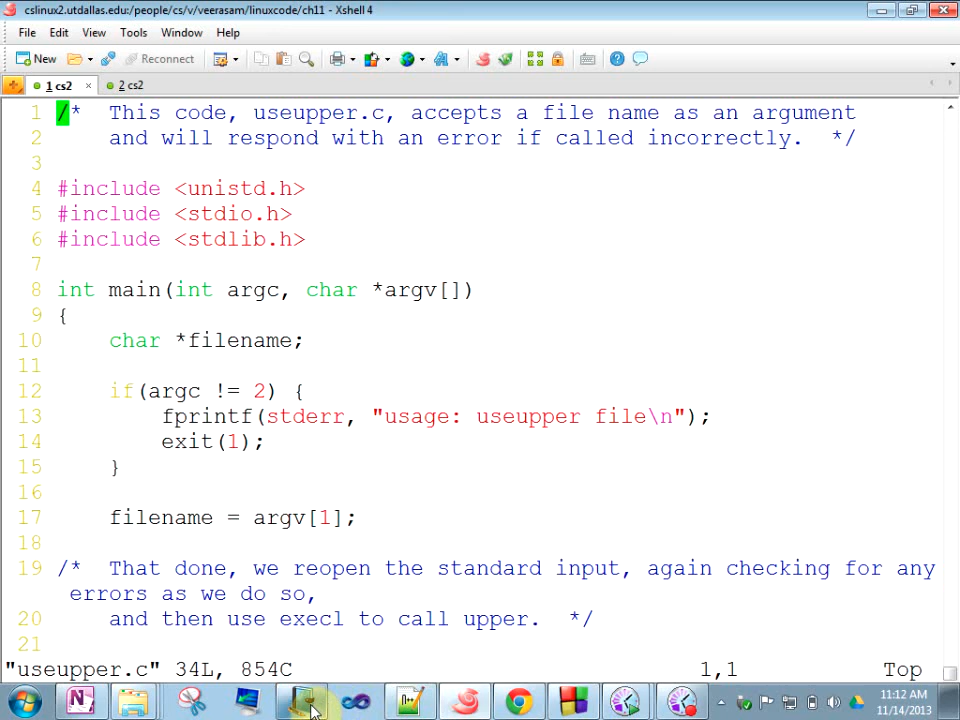 cslinux2.utdallas.edu:/people/cs/v/veerasam/linuxcode/ch11 - Xshell 4
File Edit View Tools Window Help
New Reconnect
1 cs2 × 2 cs2
1 /*  This code, useupper.c, accepts a file name as an argument
2     and will respond with an error if called incorrectly.  */
3
4 #include <unistd.h>
5 #include <stdio.h>
6 #include <stdlib.h>
7
8 int main(int argc, char *argv[])
9 {
10     char *filename;
11
12     if(argc != 2) {
13         fprintf(stderr, "usage: useupper file\n");
14         exit(1);
15     }
16
17     filename = argv[1];
18
19 /*  That done, we reopen the standard input, again checking for any
errors as we do so,
20     and then use execl to call upper.  */
21
"useupper.c" 34L, 854C 1,1 Top
11:12 AM
11/14/2013